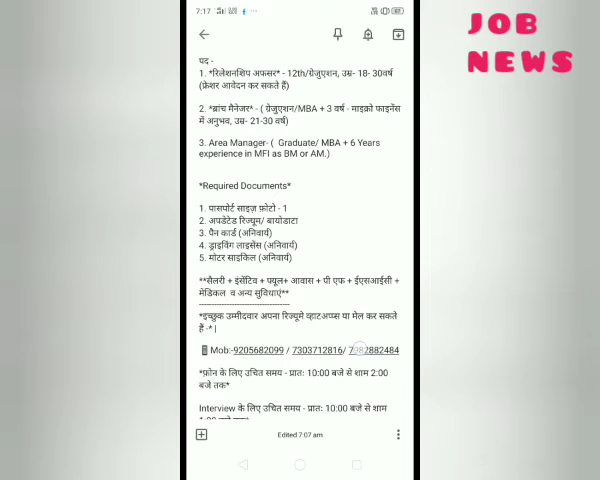 7:17
JOB
NEWS
पद -
1. *रिलेशनशिप अफसर* - 12th/ग्रेजुएशन, उम्र- 18- 30वर्ष
(फ्रेशर आवेदन कर सकते हैं)
2. *ब्रांच मैनेजर* - ( ग्रेजुएशन/MBA + 3 वर्ष - माइक्रो फाइनेंस
में अनुभव, उम्र- 21-30 वर्ष)
3. Area Manager- ( Graduate/ MBA + 6 Years
experience in MFI as BM or AM.)
*Required Documents*
1. पासपोर्ट साइज़ फ़ोटो - 1
2. अपडेटेड रिज्यूम/ बायोडाटा
3. पैन कार्ड (अनिवार्य)
4. ड्राइविंग लाइसेंस (अनिवार्य)
5. मोटर साइकिल (अनिवार्य)
**सैलरी + इंसेंटिव + फ्यूल+ आवास + पी एफ + ईएसआईसी +
मेडिकल व अन्य सुविधाएं**
-----------------------------------
*इच्छुक उम्मीदवार अपना रिज्यूमे व्हाटअप्प्स या मेल कर सकते
हैं -* |
Mob:-9205682099 / 7303712816/ 7982882484
*फ़ोन के लिए उचित समय - प्रातः 10:00 बजे से शाम 2:00
बजे तक*
Interview के लिए उचित समय - प्रातः 10:00 बजे से शाम
Edited 7:07 am